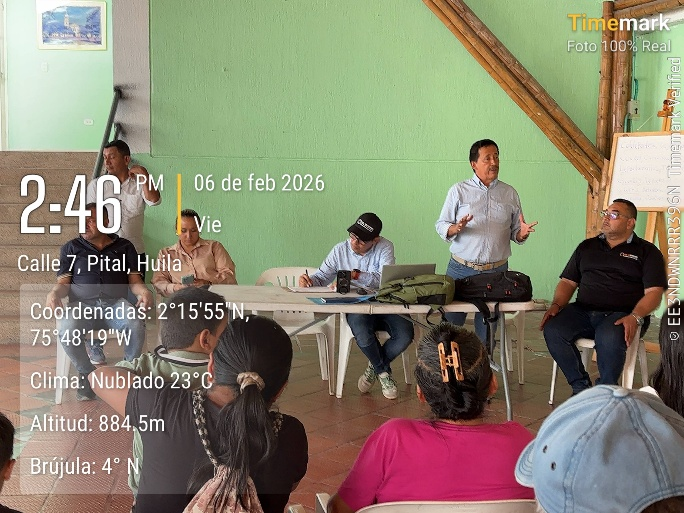 Timemark
Foto 100% Real
2:46 PM
06 de feb 2026
Vie
Calle 7, Pital, Huila
Coordenadas: 2°15'55"N,
75°48'19"W
Clima: Nublado 23°C
Altitud: 884.5m
Brújula: 4° N
© EE3NDWNRRR396N Timemark Verified